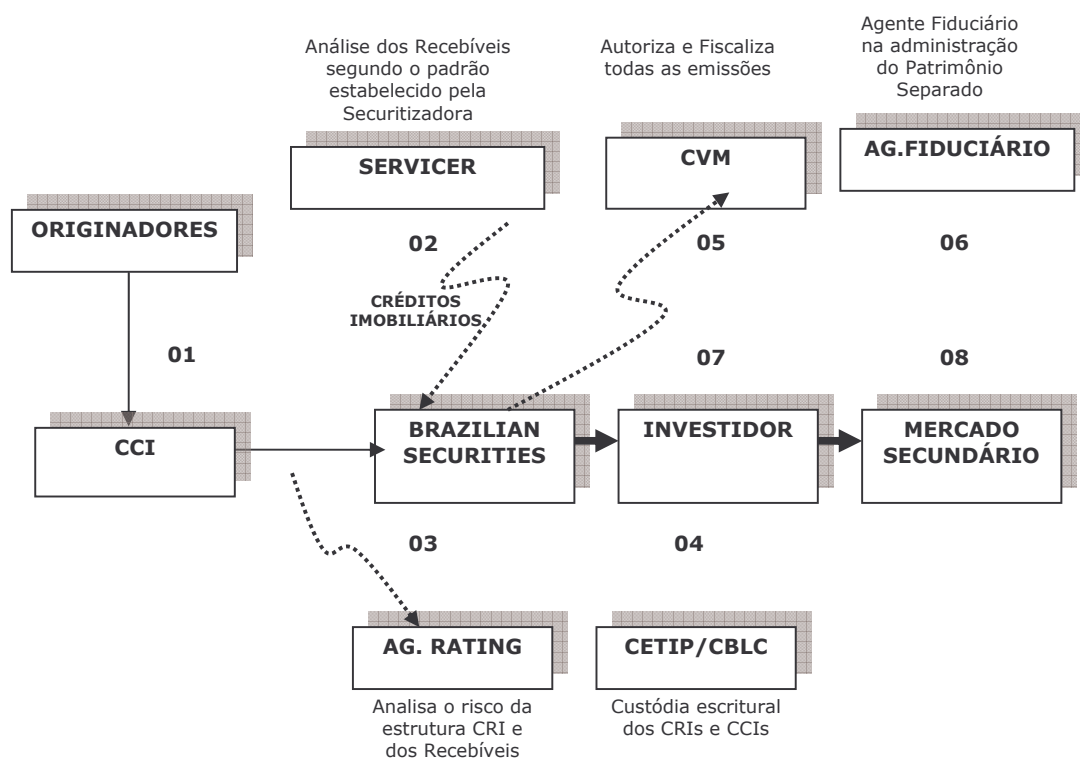 Análise dos Recebíveis
segundo o padrão
estabelecido pela
Securitizadora
Autoriza e Fiscaliza
todas as emissões
Agente Fiduciário
na administração
do Patrimônio
Separado
SERVICER
CVM
AG.FIDUCIÁRIO
ORIGINADORES
02
05
06
CRÉDITOS
IMOBILIÁRIOS
01
07
08
CCI
BRAZILIAN
SECURITIES
INVESTIDOR
MERCADO
SECUNDÁRIO
03
04
AG. RATING
CETIP/CBLC
Analisa o risco da
estrutura CRI e
dos Recebíveis
Custódia escritural
dos CRIs e CCIs